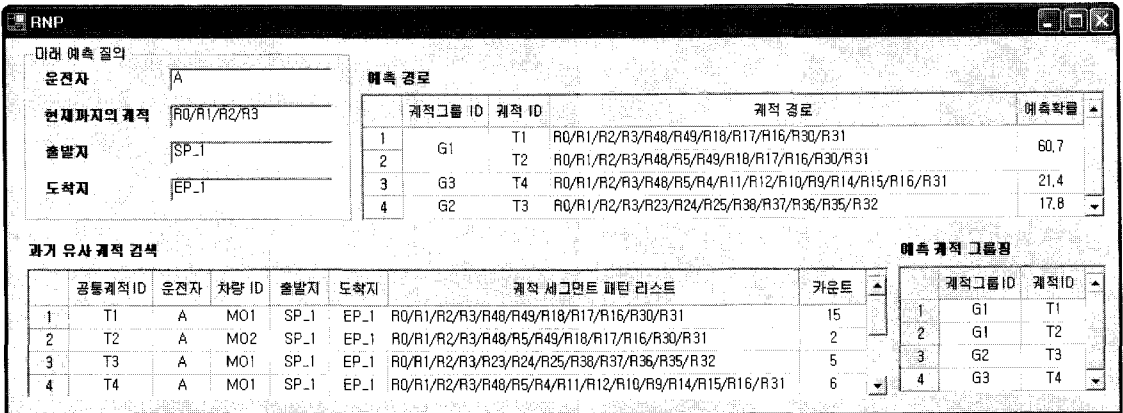 RNP
미래 예측 질의
운전자 A
현재까지의 궤적 R0/R1/R2/R3
출발지 SP_1
도착지 EP_1
예측 경로
궤적그룹 ID 궤적 ID 궤적 경로 예측확률
1 G1 T1 R0/R1/R2/R3/R48/R49/R18/R17/R16/R30/R31 60,7
2 T2 R0/R1/R2/R3/R48/R5/R49/R18/R17/R16/R30/R31
3 G3 T4 R0/R1/R2/R3/R48/R5/R4/R11/R12/R10/R9/R14/R15/R16/R31 21,4
4 G2 T3 R0/R1/R2/R3/R23/R24/R25/R38/R37/R36/R35/R32 17,8
과거 유사 궤적 검색
공통궤적ID 운전자 차량 ID 출발지 도착지 궤적 세그먼트 패턴 리스트 카운트
1 T1 A MO1 SP_1 EP_1 R0/R1/R2/R3/R48/R49/R18/R17/R16/R30/R31 15
2 T2 A MO2 SP_1 EP_1 R0/R1/R2/R3/R48/R5/R49/R18/R17/R16/R30/R31 2
3 T3 A MO1 SP_1 EP_1 R0/R1/R2/R3/R23/R24/R25/R38/R37/R36/R35/R32 5
4 T4 A MO1 SP_1 EP_1 R0/R1/R2/R3/R48/R5/R4/R11/R12/R10/R9/R14/R15/R16/R31 6
예측 궤적 그룹핑
궤적그룹ID 궤적ID
1 G1 T1
2 G1 T2
3 G2 T3
4 G3 T4